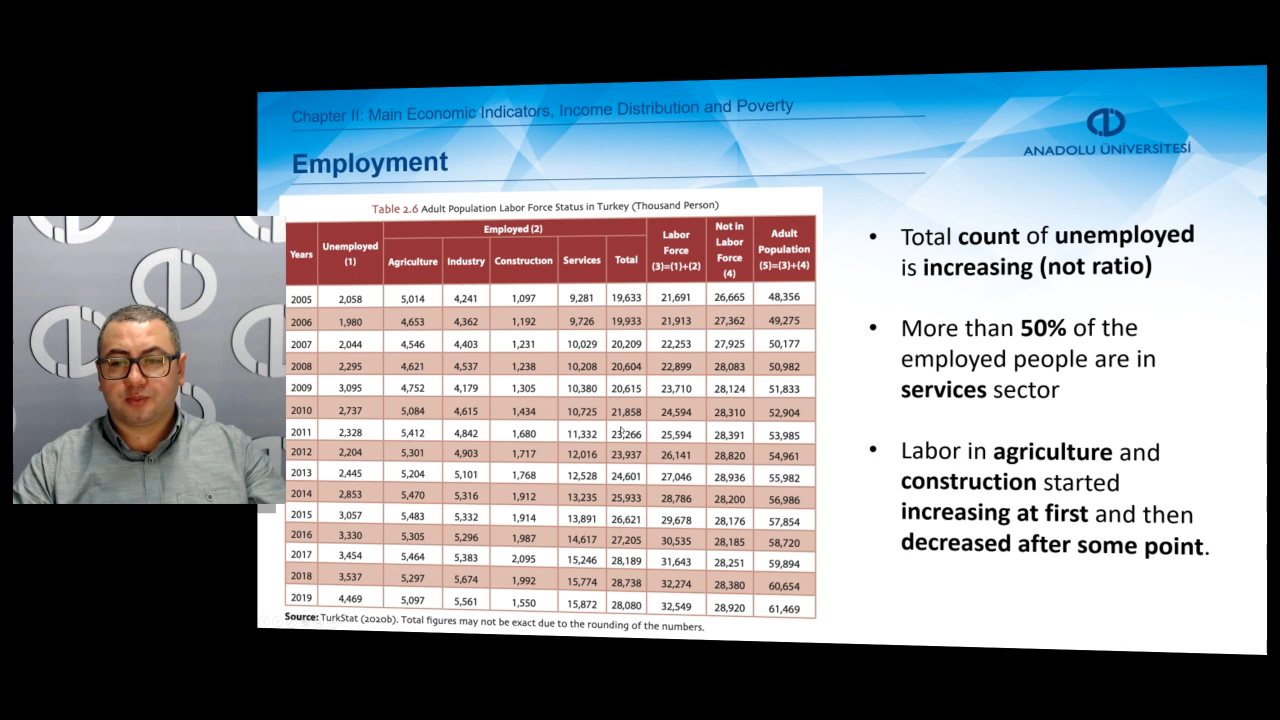 Chapter II: Main Economic Indicators, Income Distribution and Poverty
ANADOLU ÜNİVERSİTESİ
Employment
Table 2.6 Adult Population Labor Force Status in Turkey (Thousand Person)
Years Unemployed (1) Employed (2) Labor Force (3)=(1)+(2) Not in Labor Force (4) Adult Population (5)=(3)+(4)
Agriculture Industry Construction Services Total
2005 2,058 5,014 4,241 1,097 9,281 19,633 21,691 26,665 48,356
2006 1,980 4,653 4,362 1,192 9,726 19,933 21,913 27,362 49,275
2007 2,044 4,546 4,403 1,231 10,029 20,209 22,253 27,925 50,177
2008 2,295 4,621 4,537 1,238 10,208 20,604 22,899 28,083 50,982
2009 3,095 4,752 4,179 1,305 10,380 20,615 23,710 28,124 51,833
2010 2,737 5,084 4,615 1,434 10,725 21,858 24,594 28,310 52,904
2011 2,328 5,412 4,842 1,680 11,332 23,266 25,594 28,391 53,985
2012 2,204 5,301 4,903 1,717 12,016 23,937 26,141 28,820 54,961
2013 2,445 5,204 5,101 1,768 12,528 24,601 27,046 28,936 55,982
2014 2,853 5,470 5,316 1,912 13,235 25,933 28,786 28,200 56,986
2015 3,057 5,483 5,332 1,914 13,891 26,621 29,678 28,176 57,854
2016 3,330 5,305 5,296 1,987 14,617 27,205 30,535 28,185 58,720
2017 3,454 5,464 5,383 2,095 15,246 28,189 31,643 28,251 59,894
2018 3,537 5,297 5,674 1,992 15,774 28,738 32,274 28,380 60,654
2019 4,469 5,097 5,561 1,550 15,872 28,080 32,549 28,920 61,469
Source: TurkStat (2020b). Total figures may not be exact due to the rounding of the numbers.
• Total count of unemployed
is increasing (not ratio)
• More than 50% of the
employed people are in
services sector
• Labor in agriculture and
construction started
increasing at first and then
decreased after some point.